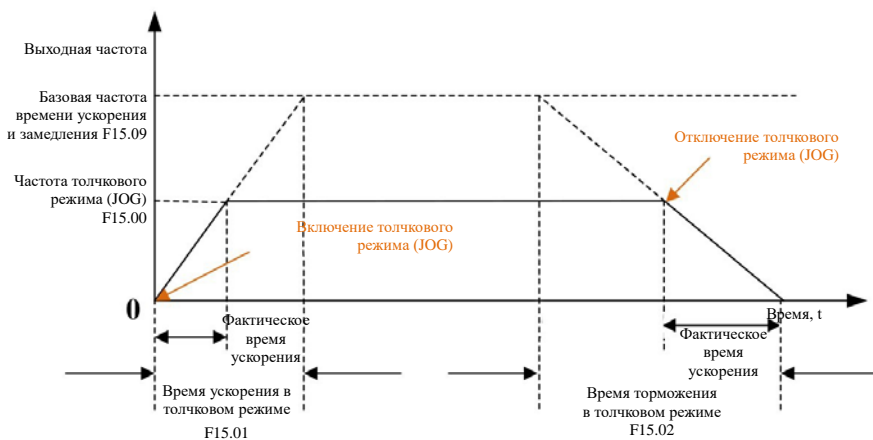 Выходная частота
Базовая частота
времени ускорения
и замедления F15.09
Отключение толчкового
режима (JOG)
Частота толчкового
режима (JOG)
F15.00
Включение толчкового
режима (JOG)
0
Время, t
Фактическое
время
ускорения
Фактическое
время
ускорения
Время ускорения в
толчковом режиме
F15.01
Время торможения
в толчковом режиме
F15.02